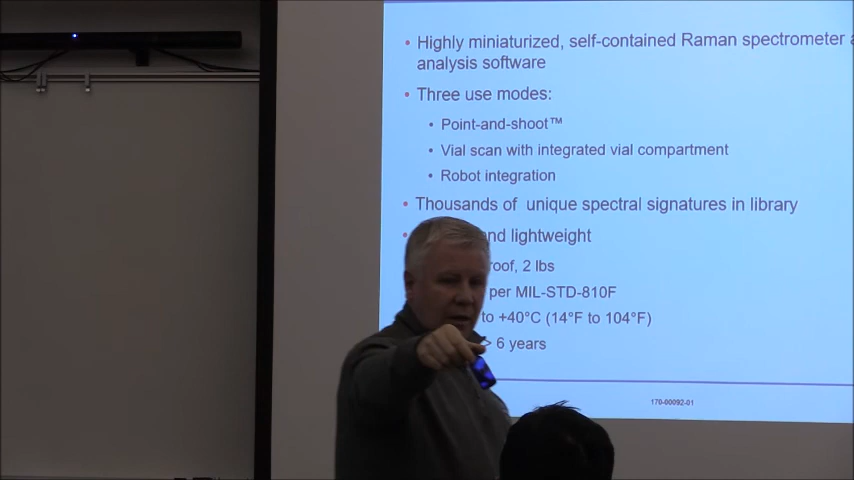 • Highly miniaturized, self-contained Raman spectrometer a
analysis software
• Three use modes:
• Point-and-shoot™
• Vial scan with integrated vial compartment
• Robot integration
• Thousands of unique spectral signatures in library
• nd lightweight
roof, 2 lbs
per MIL-STD-810F
to +40°C (14°F to 104°F)
> 6 years
170-00092-01